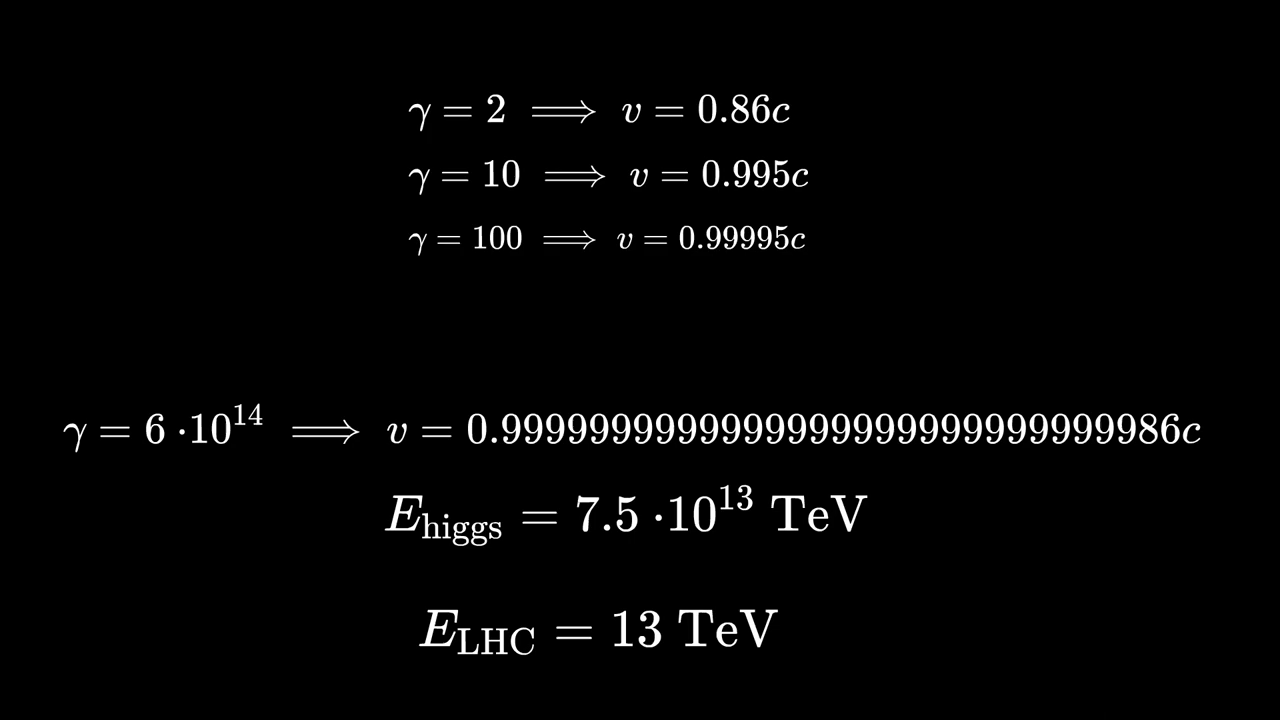 γ = 2 ⟹ v = 0.86c
γ = 10 ⟹ v = 0.995c
γ = 100 ⟹ v = 0.99995c
γ = 6 ·10^14 ⟹ v = 0.9999999999999999999999999999986c
E_higgs = 7.5 ·10^13 TeV
E_LHC = 13 TeV